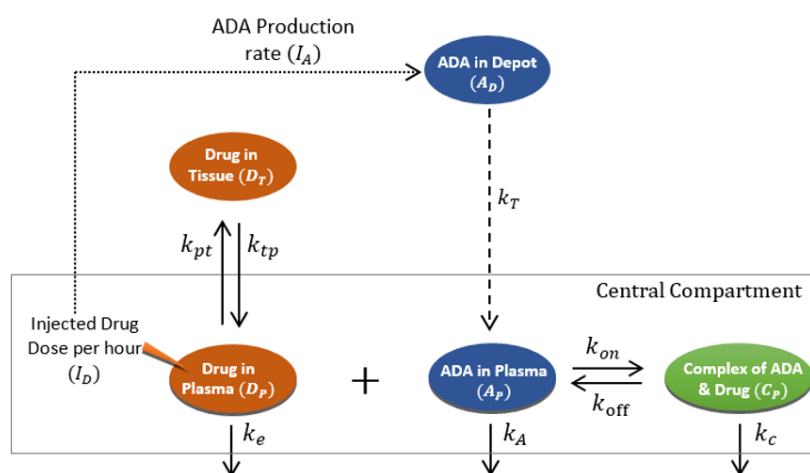 ADA Production
rate (I_A)
ADA in Depot
(A_D)
Drug in
Tissue (D_T)
k_T
k_pt
k_tp
Central Compartment
Injected Drug
Dose per hour
(I_D)
Drug in
Plasma (D_P)
+
ADA in Plasma
(A_P)
k_on
k_off
Complex of ADA
& Drug (C_P)
k_e
k_A
k_c